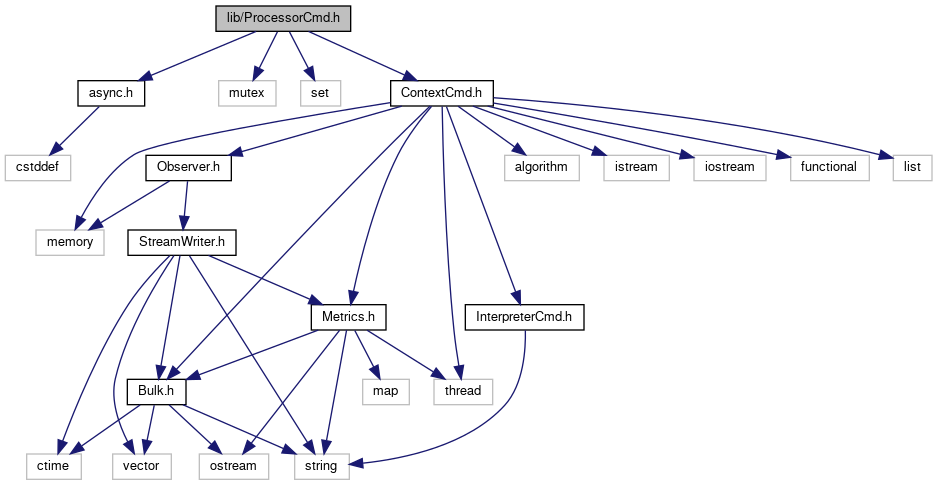 lib/ProcessorCmd.h
async.h
mutex
set
ContextCmd.h
cstddef
Observer.h
algorithm
istream
iostream
functional
list
memory
StreamWriter.h
Metrics.h
InterpreterCmd.h
Bulk.h
map
thread
ctime
vector
ostream
string